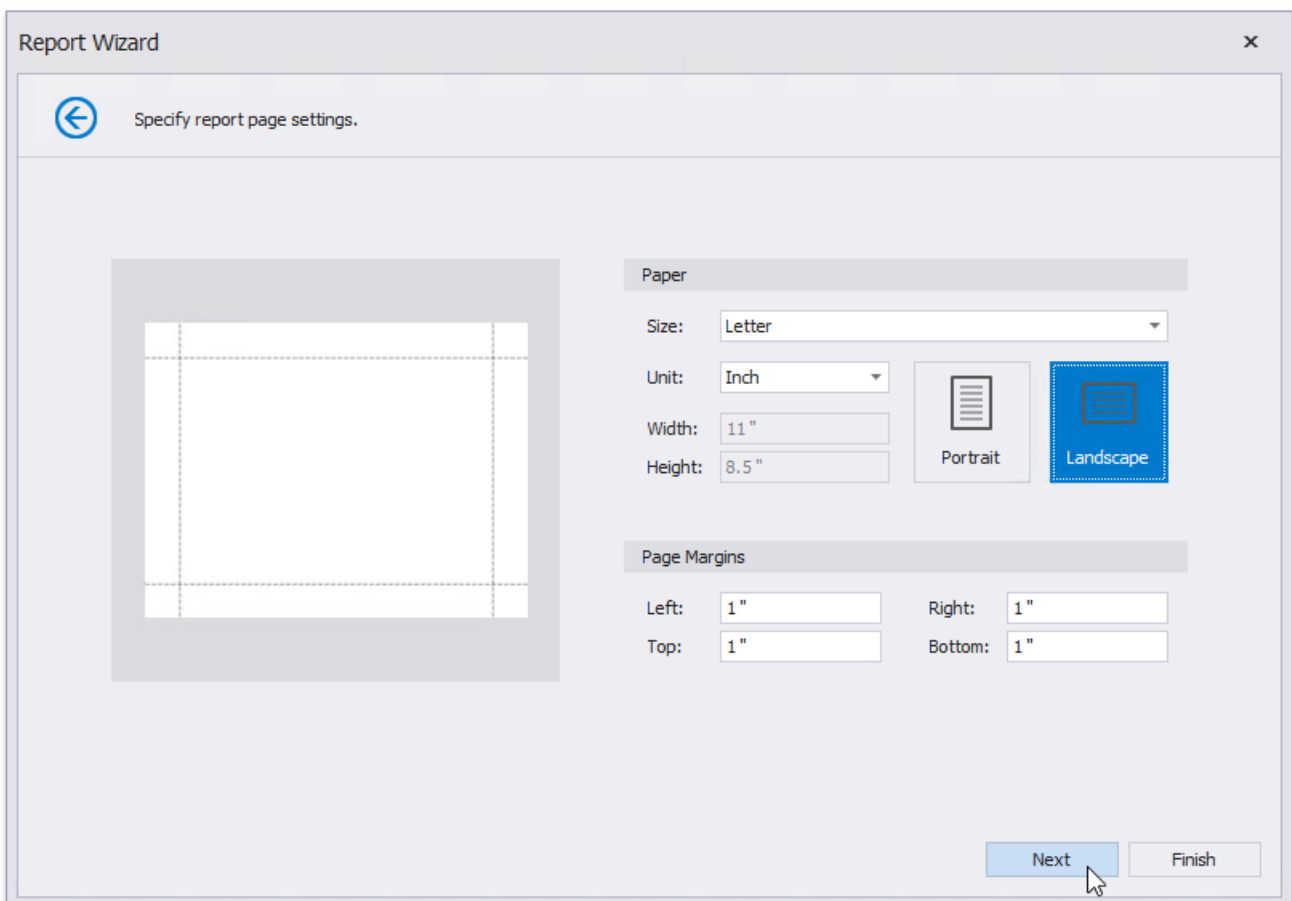 Report Wizard
Specify report page settings.
Paper
Size: Letter
Unit: Inch
Width: 11"
Height: 8.5"
Portrait
Landscape
Page Margins
Left: 1" Right: 1"
Top: 1" Bottom: 1"
Next Finish